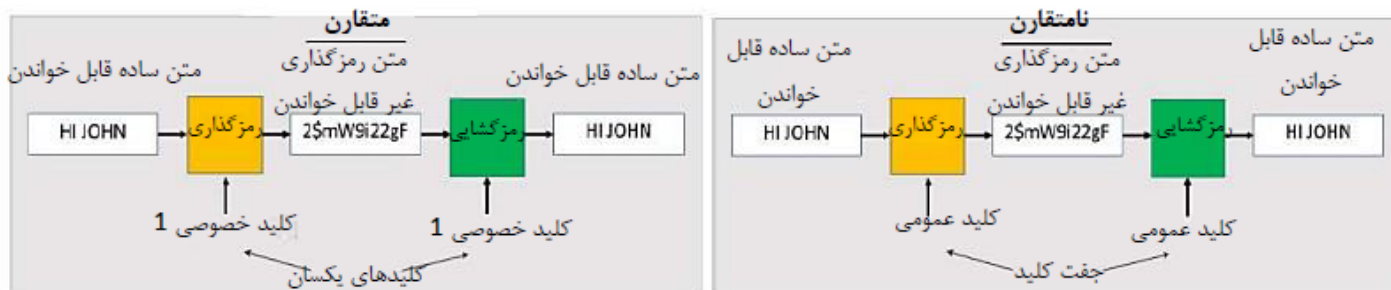 متقارن
متن رمزگذاری
غیر قابل خواندن
متن ساده قابل خواندن
متن ساده قابل خواندن
HI JOHN
رمزگذاری
2$mW9i22gF
رمزگشایی
HI JOHN
کلید خصوصی 1
کلید خصوصی 1
کلیدهای یکسان
نامتقارن
متن رمزگذاری
غیر قابل خواندن
متن ساده قابل
خواندن
متن ساده قابل
خواندن
HI JOHN
رمزگذاری
2$mW9i22gF
رمزگشایی
HI JOHN
کلید عمومی
کلید عمومی
جفت کلید